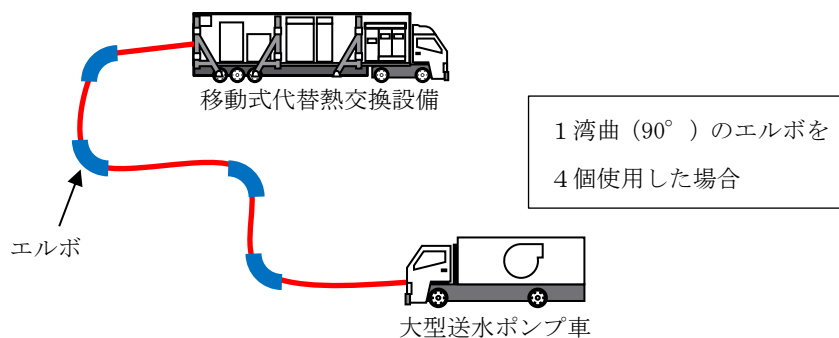 移動式代替熱交換設備
1湾曲(90°)のエルボを
4個使用した場合
エルボ
大型送水ポンプ車